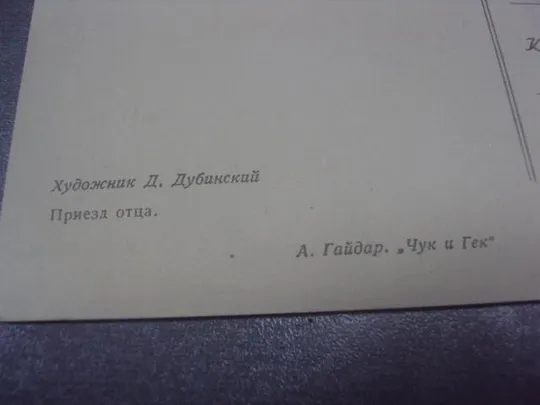 К
Художник Д. Дубинский
Приезд отца.
А. Гайдар. „Чук и Гек"